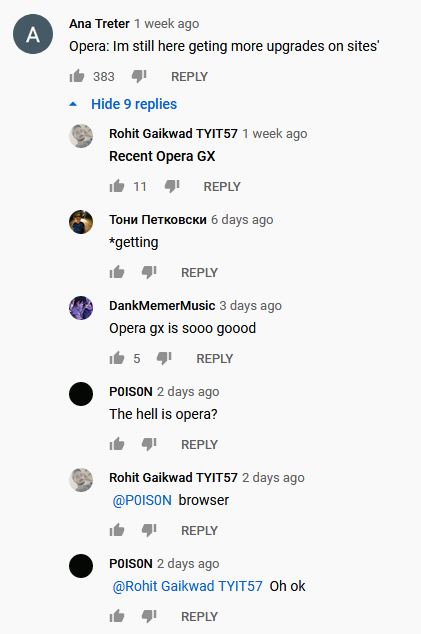 A
Ana Treter 1 week ago
Opera: Im still here geting more upgrades on sites'
383 REPLY
Hide 9 replies
Rohit Gaikwad TYIT57 1 week ago
Recent Opera GX
11 REPLY
Тони Петковски 6 days ago
*getting
REPLY
DankMemerMusic 3 days ago
Opera gx is sooo goood
5 REPLY
P0IS0N 2 days ago
The hell is opera?
REPLY
Rohit Gaikwad TYIT57 2 days ago
@P0IS0N browser
REPLY
P0IS0N 2 days ago
@Rohit Gaikwad TYIT57 Oh ok
REPLY